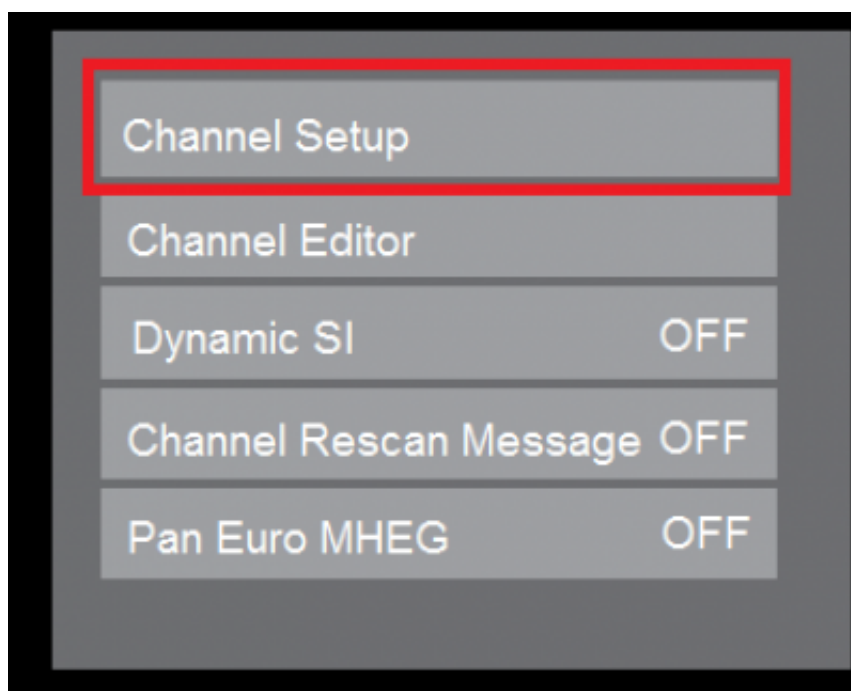 Channel Setup
Channel Editor
Dynamic SI OFF
Channel Rescan Message OFF
Pan Euro MHEG OFF